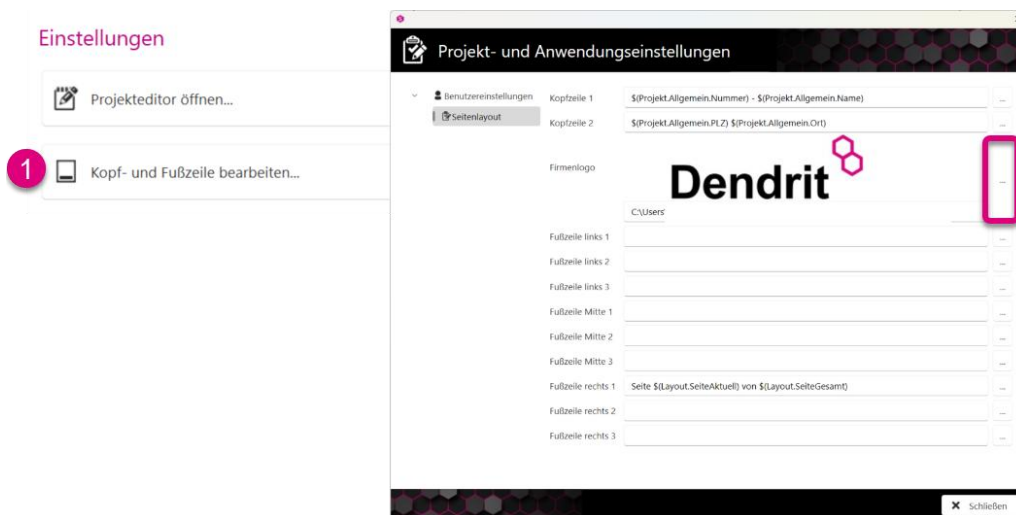 Einstellungen
Projekteditor öffnen...
1
Kopf- und Fußzeile bearbeiten...
Projekt- und Anwendungseinstellungen
Benutzereinstellungen
Seitenlayout
Kopfzeile 1 $(Projekt.Allgemein.Nummer) - $(Projekt.Allgemein.Name) ...
Kopfzeile 2 $(Projekt.Allgemein.PLZ) $(Projekt.Allgemein.Ort) ...
Firmenlogo Dendrit ...
C:\Users'
Fußzeile links 1 ...
Fußzeile links 2 ...
Fußzeile links 3 ...
Fußzeile Mitte 1 ...
Fußzeile Mitte 2 ...
Fußzeile Mitte 3 ...
Fußzeile rechts 1 Seite $(Layout.SeiteAktuell) von $(Layout.SeiteGesamt) ...
Fußzeile rechts 2 ...
Fußzeile rechts 3 ...
Schließen